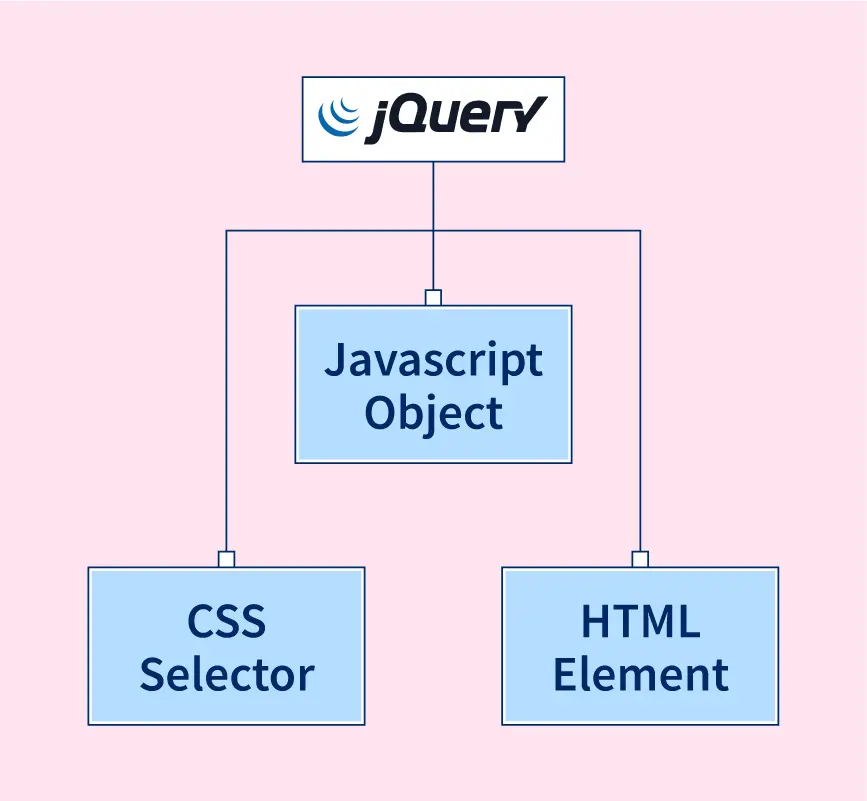 jQuery
Javascript
Object
CSS
Selector
HTML
Element